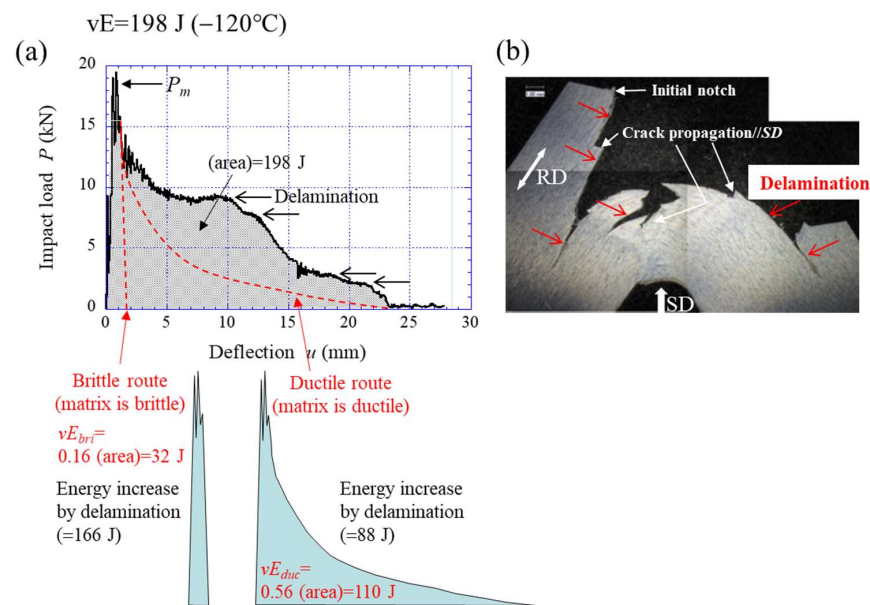 vE=198 J (−120℃)
(a)
20
15
10
5
0
Impact load P (kN)
P_m
(area)=198 J
Delamination
0 5 10 15 20 25 30
Deflection u (mm)
Brittle route
(matrix is brittle)
vE_bri=
0.16 (area)=32 J
Ductile route
(matrix is ductile)
Energy increase
by delamination
(=166 J)
Energy increase
by delamination
(=88 J)
vE_duc=
0.56 (area)=110 J
(b)
Initial notch
Crack propagation//SD
RD
Delamination
SD